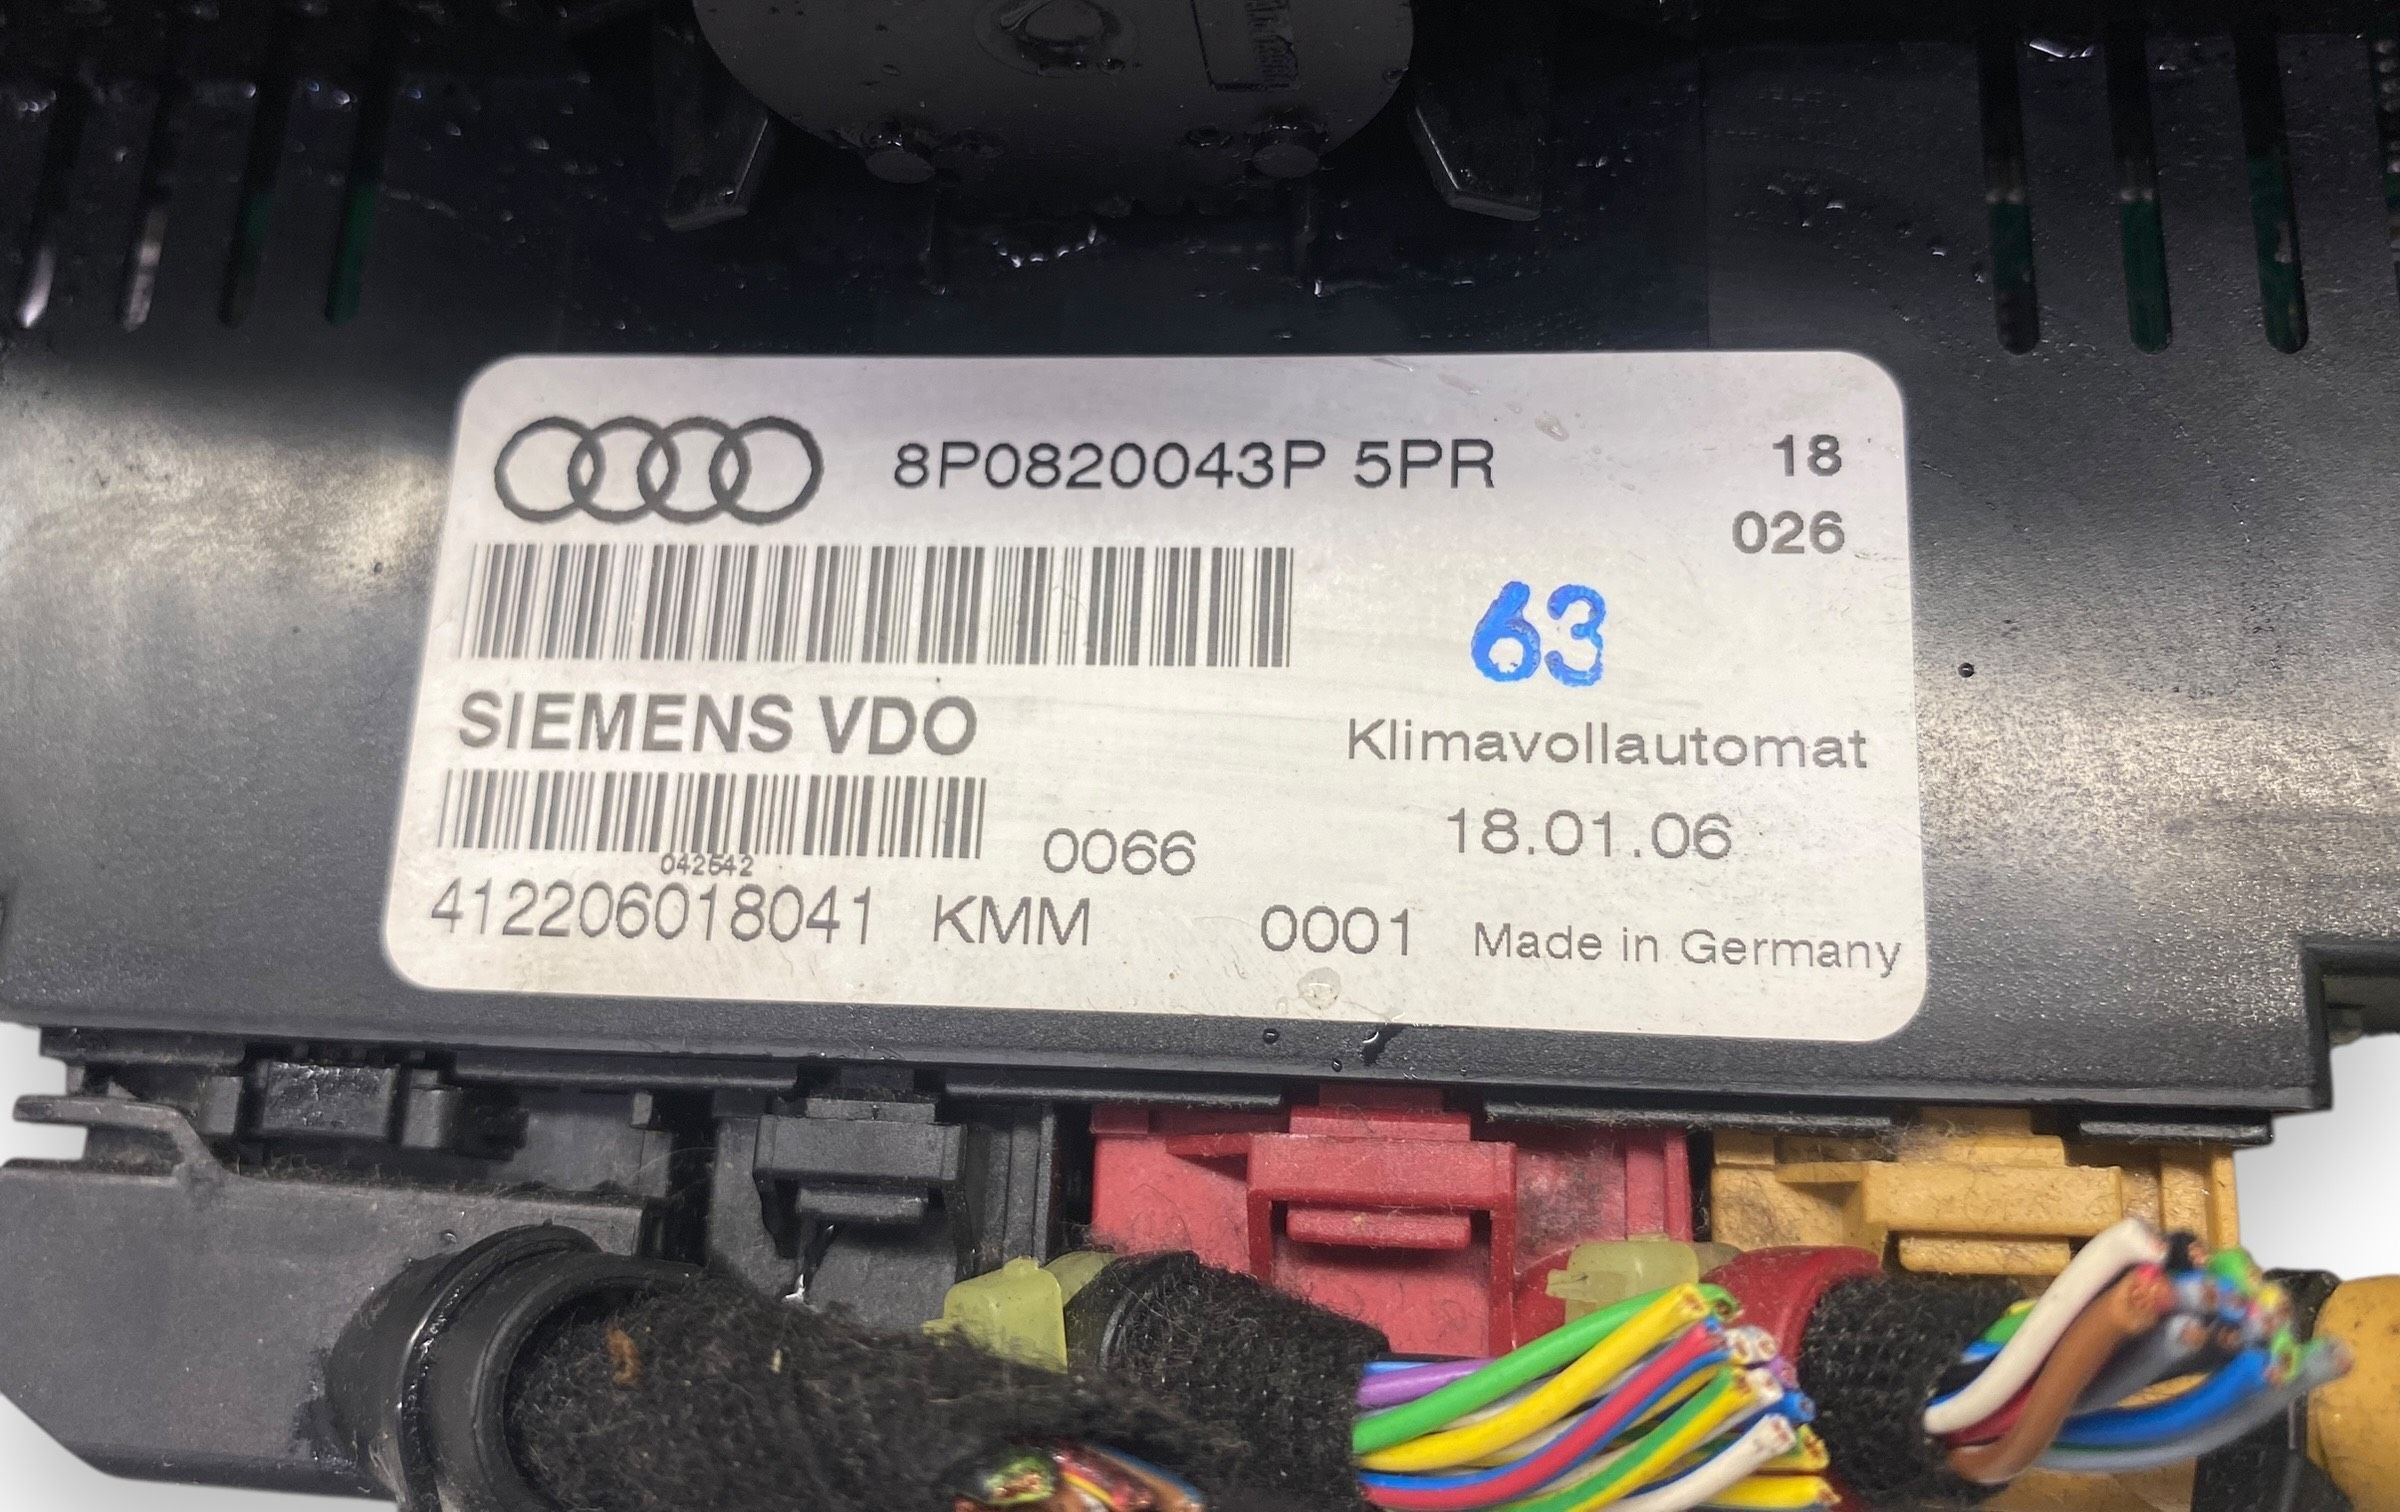 8P0820043P 5PR
18
026
63
SIEMENS VDO
Klimavollautomat
042542
0066
18.01.06
412206018041 KMM
0001
Made in Germany